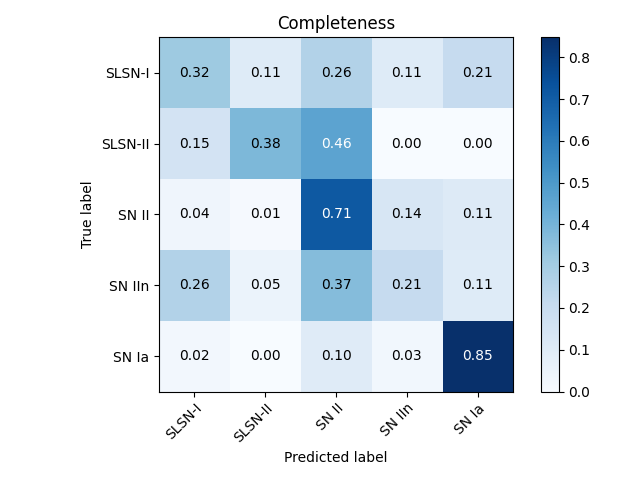 Completeness
SLSN-I 0.32 0.11 0.26 0.11 0.21
SLSN-II 0.15 0.38 0.46 0.00 0.00
SN II 0.04 0.01 0.71 0.14 0.11
SN IIn 0.26 0.05 0.37 0.21 0.11
SN Ia 0.02 0.00 0.10 0.03 0.85
SLSN-I SLSN-II SN II SN IIn SN Ia
Predicted label
True label
0.8
0.7
0.6
0.5
0.4
0.3
0.2
0.1
0.0